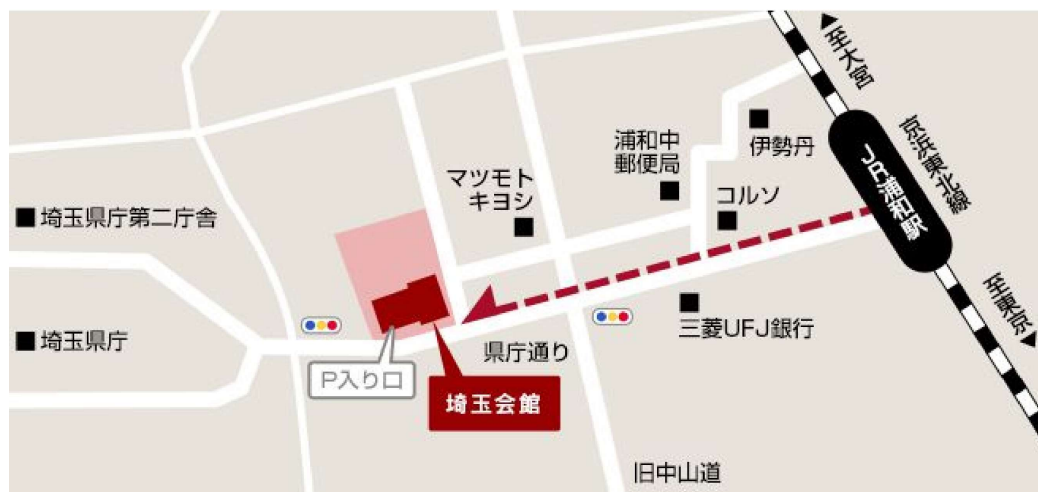 至大宮
京浜東北線
JR浦和駅
至東京
伊勢丹
浦和中
郵便局
コルソ
マツモト
キヨシ
埼玉県庁第二庁舎
埼玉県庁
三菱UFJ銀行
県庁通り
P入り口
埼玉会館
旧中山道